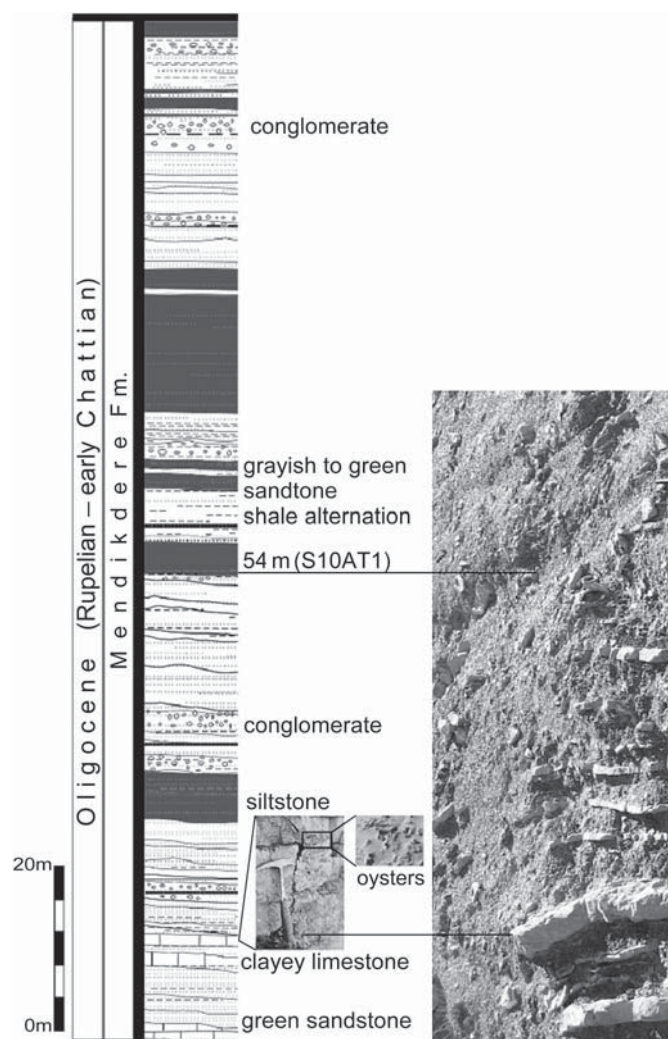 Oligocene (Rupelian – early Chattian)
Mendikdere Fm.
conglomerate
grayish to green
sandtone
shale alternation
54 m (S10AT1)
conglomerate
siltstone
oysters
clayey limestone
green sandstone
20m
0m